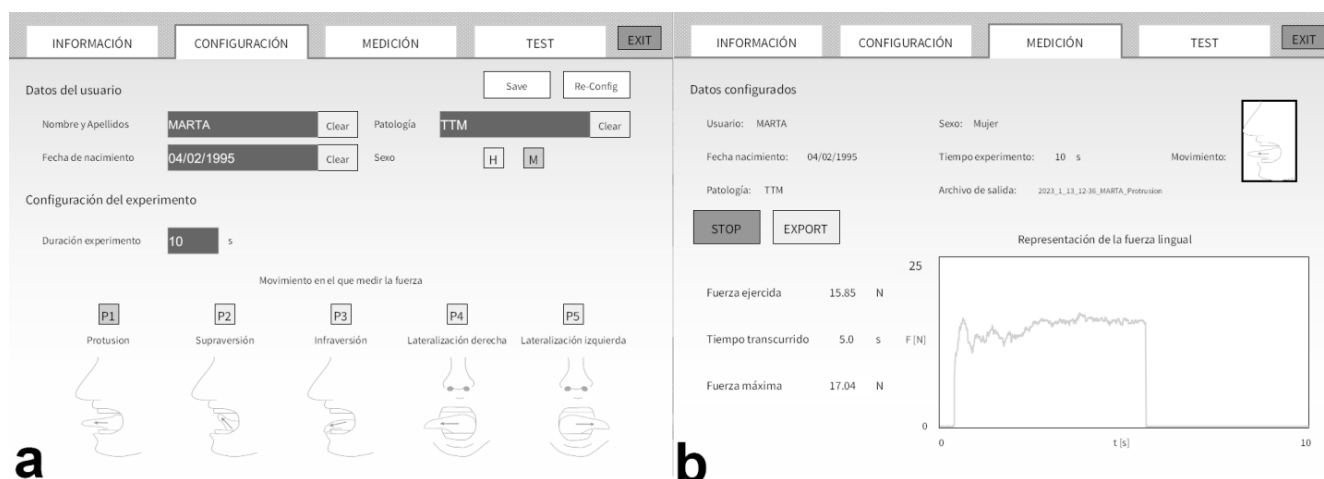 INFORMACIÓN CONFIGURACIÓN MEDICIÓN TEST EXIT
Datos del usuario Save Re-Config
Nombre y Apellidos MARTA Clear Patología TTM Clear
Fecha de nacimiento 04/02/1995 Clear Sexo H M
Configuración del experimento
Duración experimento 10 s
Movimiento en el que medir la fuerza
P1 P2 P3 P4 P5
Protusion Supraversión Infraversión Lateralización derecha Lateralización izquierda
a
INFORMACIÓN CONFIGURACIÓN MEDICIÓN TEST EXIT
Datos configurados
Usuario: MARTA Sexo: Mujer
Fecha nacimiento: 04/02/1995 Tiempo experimento: 10 s Movimiento:
Patología: TTM Archivo de salida: 2023_1_13_12-36_MARTA_Protrusion
STOP EXPORT
Representación de la fuerza lingual
25
Fuerza ejercida 15.85 N
Tiempo transcurrido 5.0 s F [N]
Fuerza máxima 17.04 N
0
0 t [s] 10
b